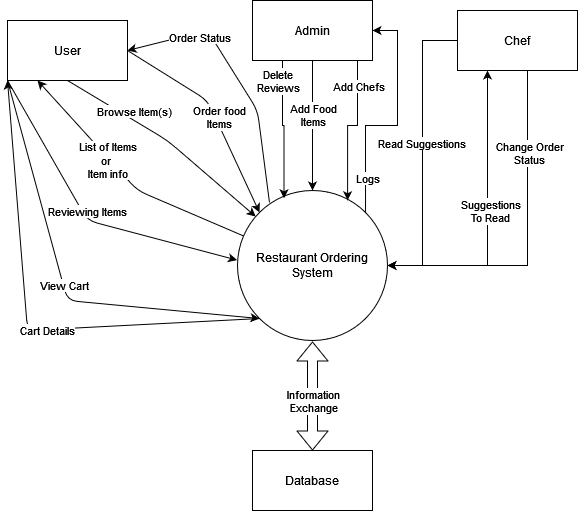 User
Admin
Chef
Order Status
Delete
Reviews
Add Chefs
Browse Item(s)
Order food
Items
Add Food
Items
Read Suggestions
Change Order
Status
List of Items
or
Item info
Logs
Reviewing Items
Suggestions
To Read
Restaurant Ordering
System
View Cart
Cart Details
Information
Exchange
Database